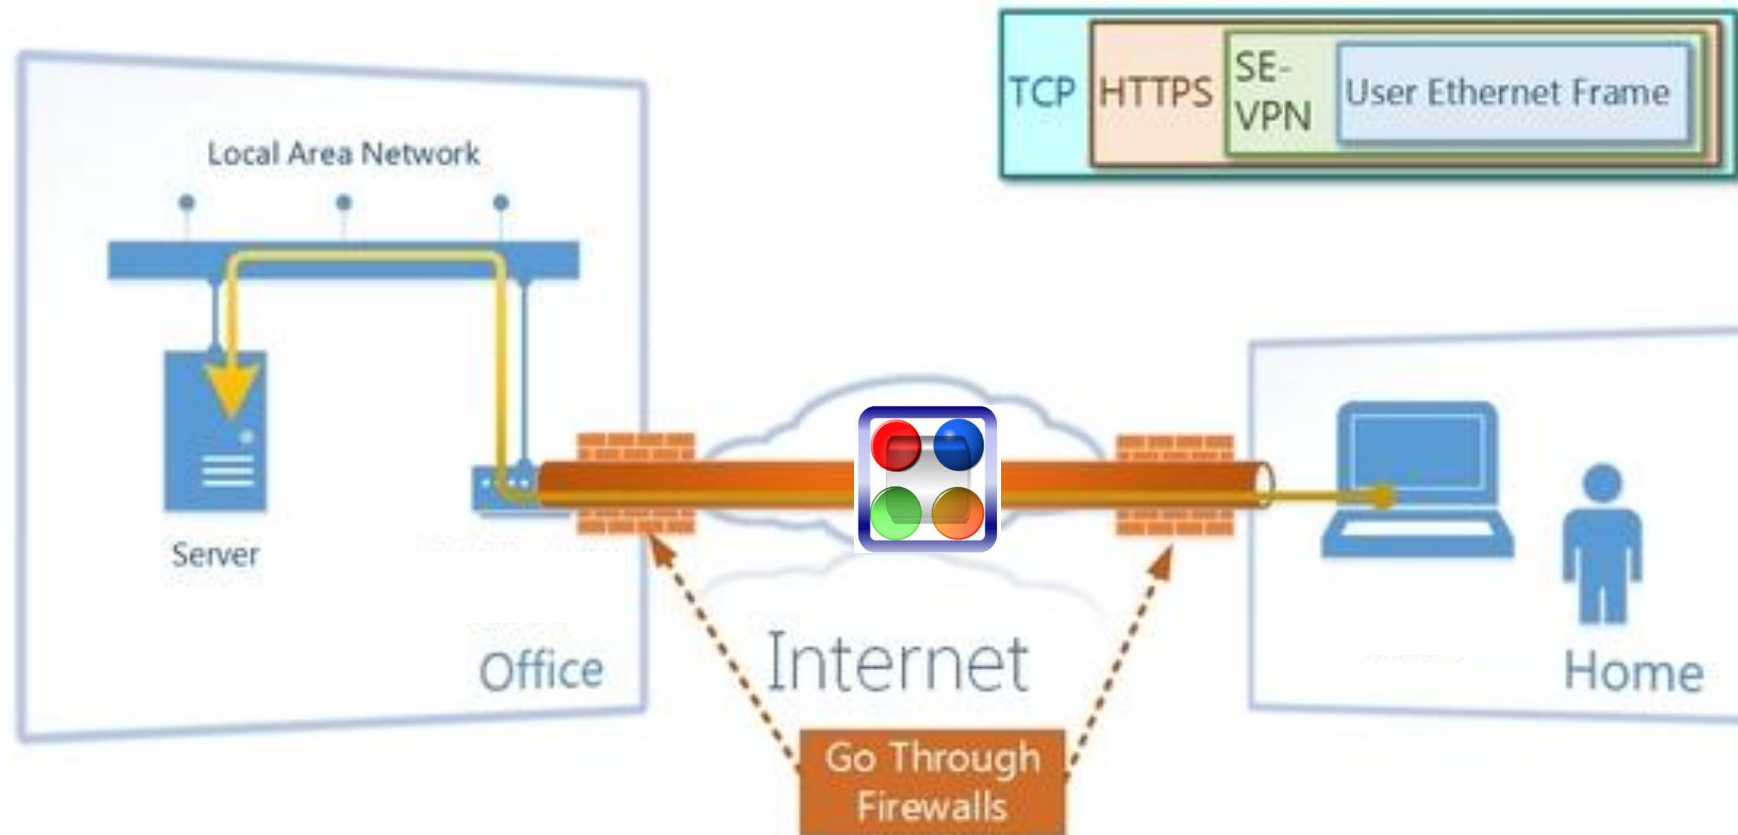 TCP
HTTPS
SE-
VPN
User Ethernet Frame
Local Area Network
Server
Office
Internet
Home
Go Through
Firewalls